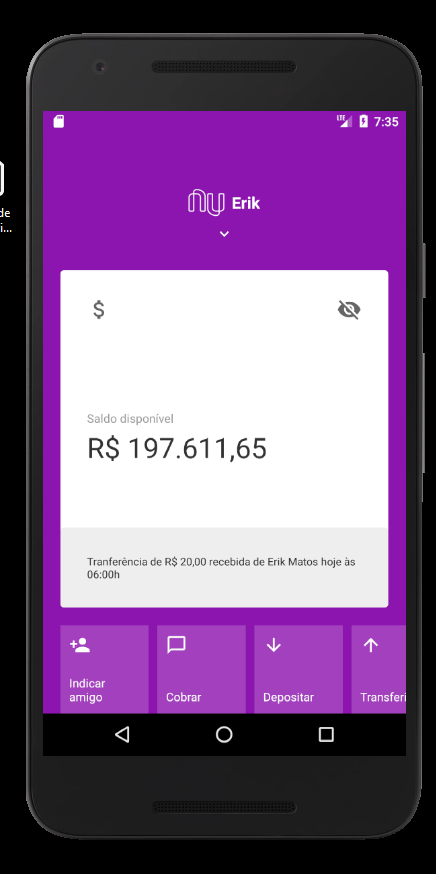 LTE 7:35
de
i...
nu Erik
$
Saldo disponível
R$ 197.611,65
Tranferência de R$ 20,00 recebida de Erik Matos hoje às
06:00h
Indicar
amigo
Cobrar
Depositar
Transferi